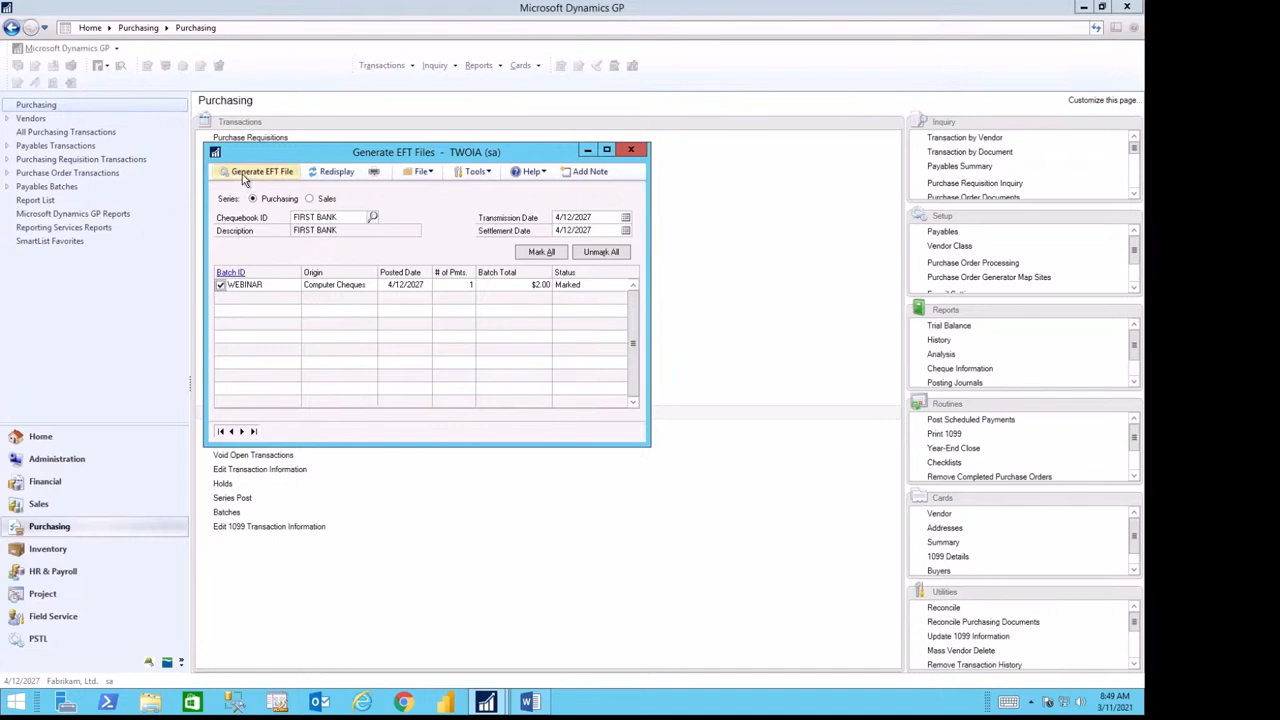 Microsoft Dynamics GP
Home Purchasing Purchasing
Microsoft Dynamics GP
Transactions Inquiry Reports Cards
Purchasing
Vendors
All Purchasing Transactions
Payables Transactions
Purchasing Requisition Transactions
Purchase Order Transactions
Payables Batches
Report List
Microsoft Dynamics GP Reports
Reporting Services Reports
SmartList Favorites
Home
Administration
Financial
Sales
Purchasing
Inventory
HR & Payroll
Project
Field Service
PSTL
Purchasing
Customize this page...
Transactions
Purchase Requisitions
Generate EFT Files - TWOIA (sa)
Generate EFT File Redisplay File Tools Help Add Note
Series: Purchasing Sales
Chequebook ID FIRST BANK Transmission Date 4/12/2027
Description FIRST BANK Settlement Date 4/12/2027
Mark All Unmark All
Batch ID Origin Posted Date # of Pmts. Batch Total Status
WEBINAR Computer Cheques 4/12/2027 1 $2.00 Marked
Void Open Transactions
Edit Transaction Information
Holds
Series Post
Batches
Edit 1099 Transaction Information
Inquiry
Transaction by Vendor
Transaction by Document
Payables Summary
Purchase Requisition Inquiry
Purchase Order Documents
Setup
Payables
Vendor Class
Purchase Order Processing
Purchase Order Generator Map Sites
Reports
Trial Balance
History
Analysis
Cheque Information
Posting Journals
Routines
Post Scheduled Payments
Print 1099
Year-End Close
Checklists
Remove Completed Purchase Orders
Cards
Vendor
Addresses
Summary
1099 Details
Buyers
Utilities
Reconcile
Reconcile Purchasing Documents
Update 1099 Information
Mass Vendor Delete
Remove Transaction History
4/12/2027 Fabrikam, Ltd. sa
8:49 AM
3/11/2021